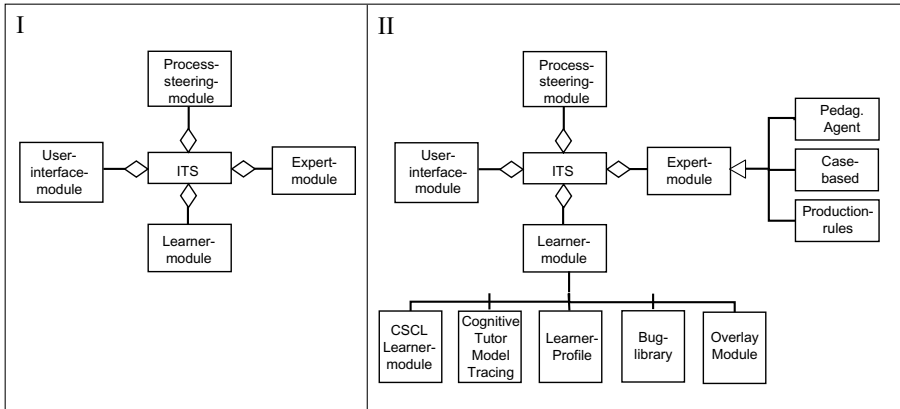 I
Process-
steering-
module
User-
interface-
module
ITS
Expert-
module
Learner-
module
II
Process-
steering-
module
User-
interface-
module
ITS
Expert-
module
Pedag.
Agent
Case-
based
Production-
rules
Learner-
module
CSCL
Learner-
module
Cognitive
Tutor
Model
Tracing
Learner-
Profile
Bug-
library
Overlay
Module